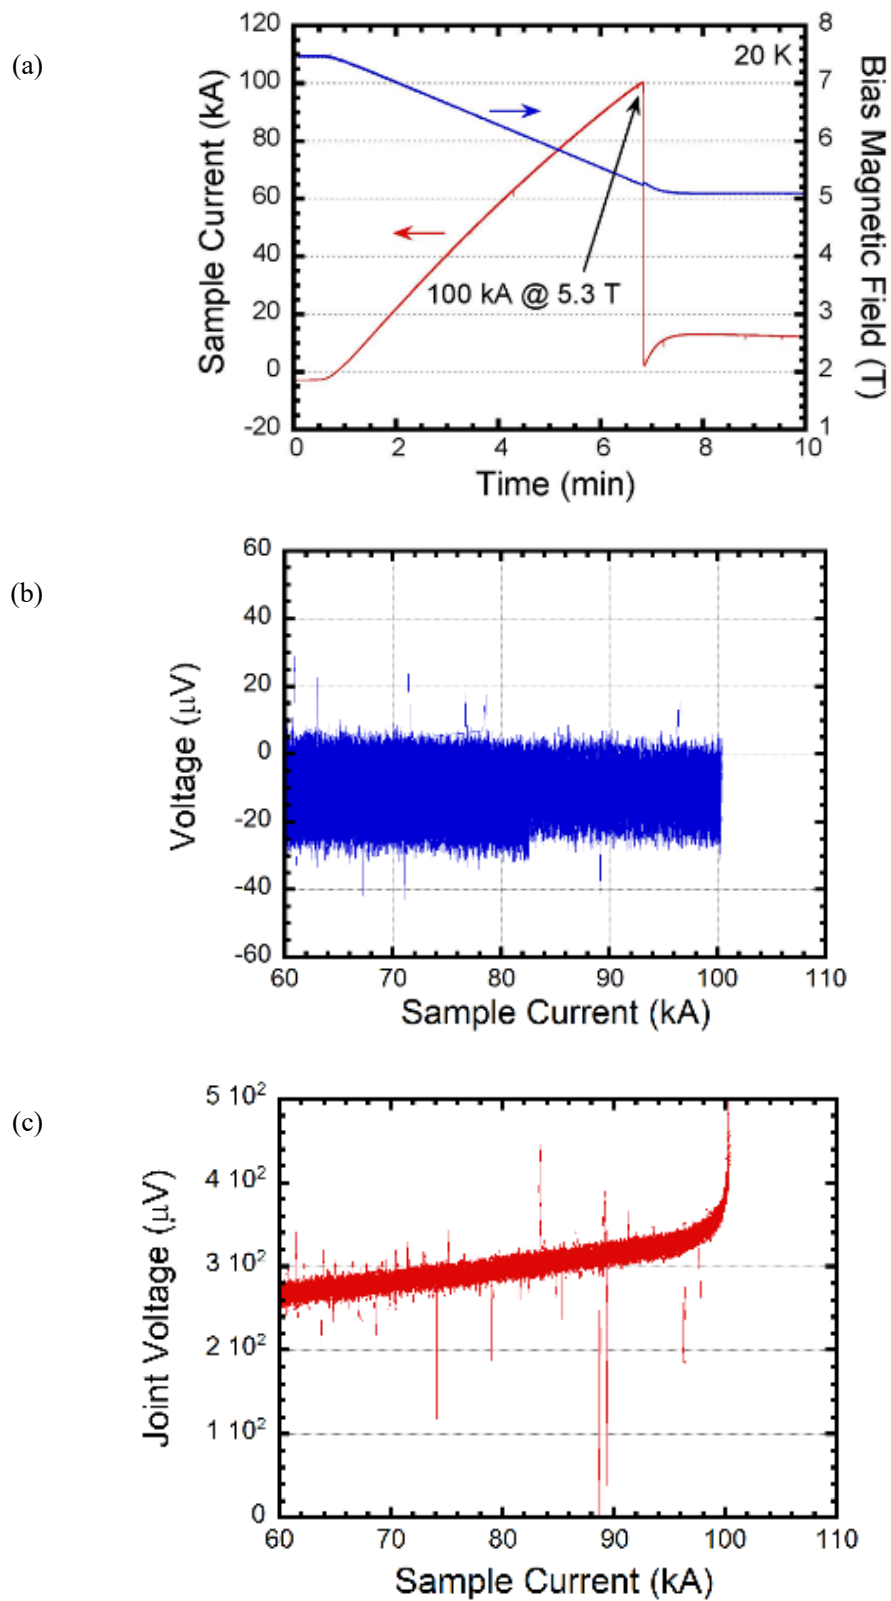 (a)
120
100
80
60
40
20
0
-20
Sample Current (kA)
20 K
100 kA @ 5.3 T
8
7
6
5
4
3
2
1
Bias Magnetic Field (T)
0 2 4 6 8 10
Time (min)
(b)
60
40
20
0
-20
-40
-60
Voltage (μV)
60 70 80 90 100 110
Sample Current (kA)
(c)
5 10²
4 10²
3 10²
2 10²
1 10²
0
Joint Voltage (μV)
60 70 80 90 100 110
Sample Current (kA)